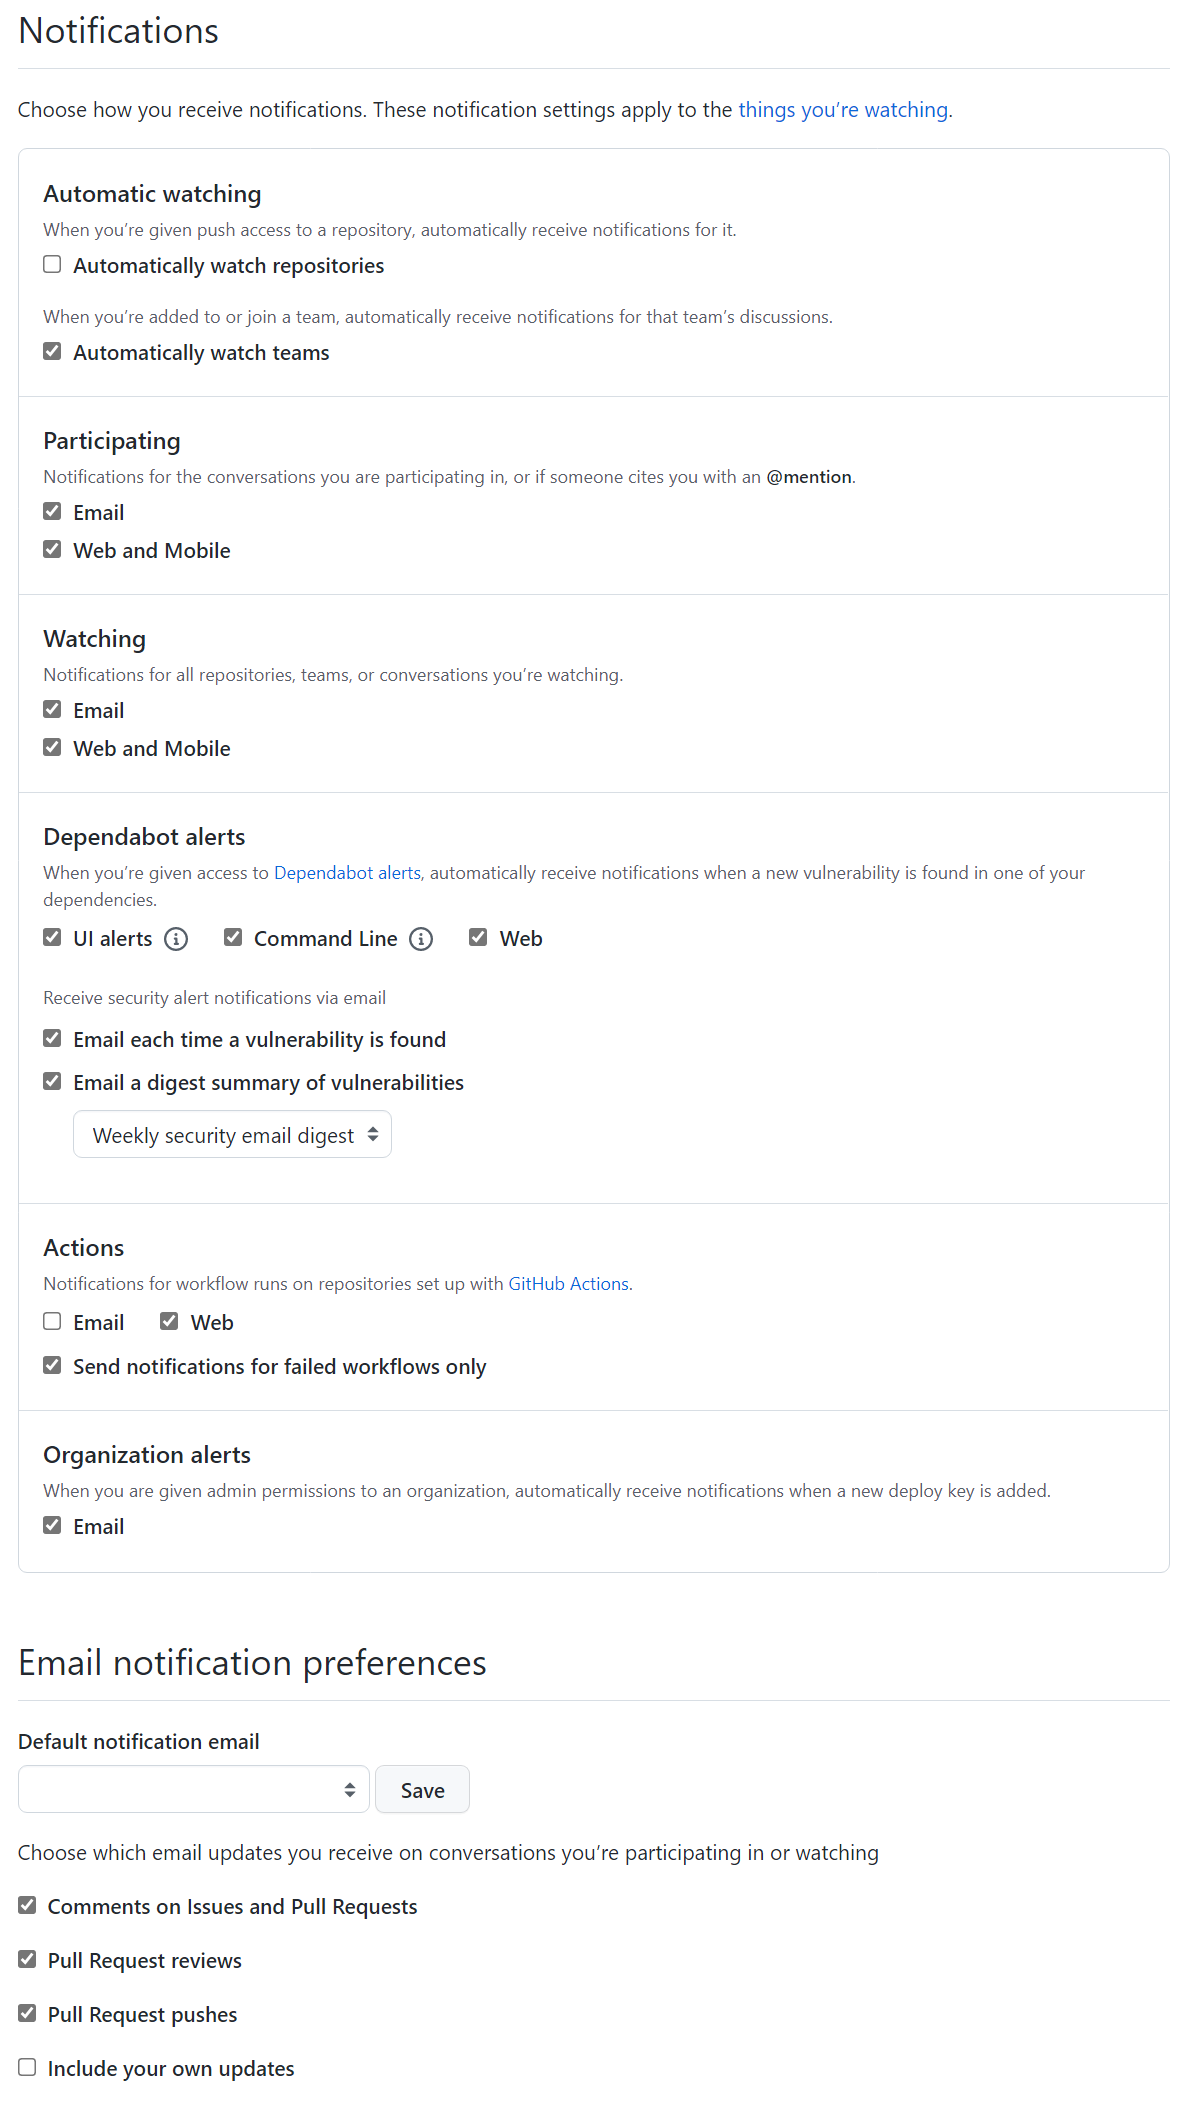 Notifications
Choose how you receive notifications. These notification settings apply to the things you’re watching.
Automatic watching
When you’re given push access to a repository, automatically receive notifications for it.
Automatically watch repositories
When you’re added to or join a team, automatically receive notifications for that team’s discussions.
Automatically watch teams
Participating
Notifications for the conversations you are participating in, or if someone cites you with an @mention.
Email
Web and Mobile
Watching
Notifications for all repositories, teams, or conversations you’re watching.
Email
Web and Mobile
Dependabot alerts
When you’re given access to Dependabot alerts, automatically receive notifications when a new vulnerability is found in one of your
dependencies.
UI alerts Command Line Web
Receive security alert notifications via email
Email each time a vulnerability is found
Email a digest summary of vulnerabilities
Weekly security email digest
Actions
Notifications for workflow runs on repositories set up with GitHub Actions.
Email Web
Send notifications for failed workflows only
Organization alerts
When you are given admin permissions to an organization, automatically receive notifications when a new deploy key is added.
Email
Email notification preferences
Default notification email
Save
Choose which email updates you receive on conversations you’re participating in or watching
Comments on Issues and Pull Requests
Pull Request reviews
Pull Request pushes
Include your own updates